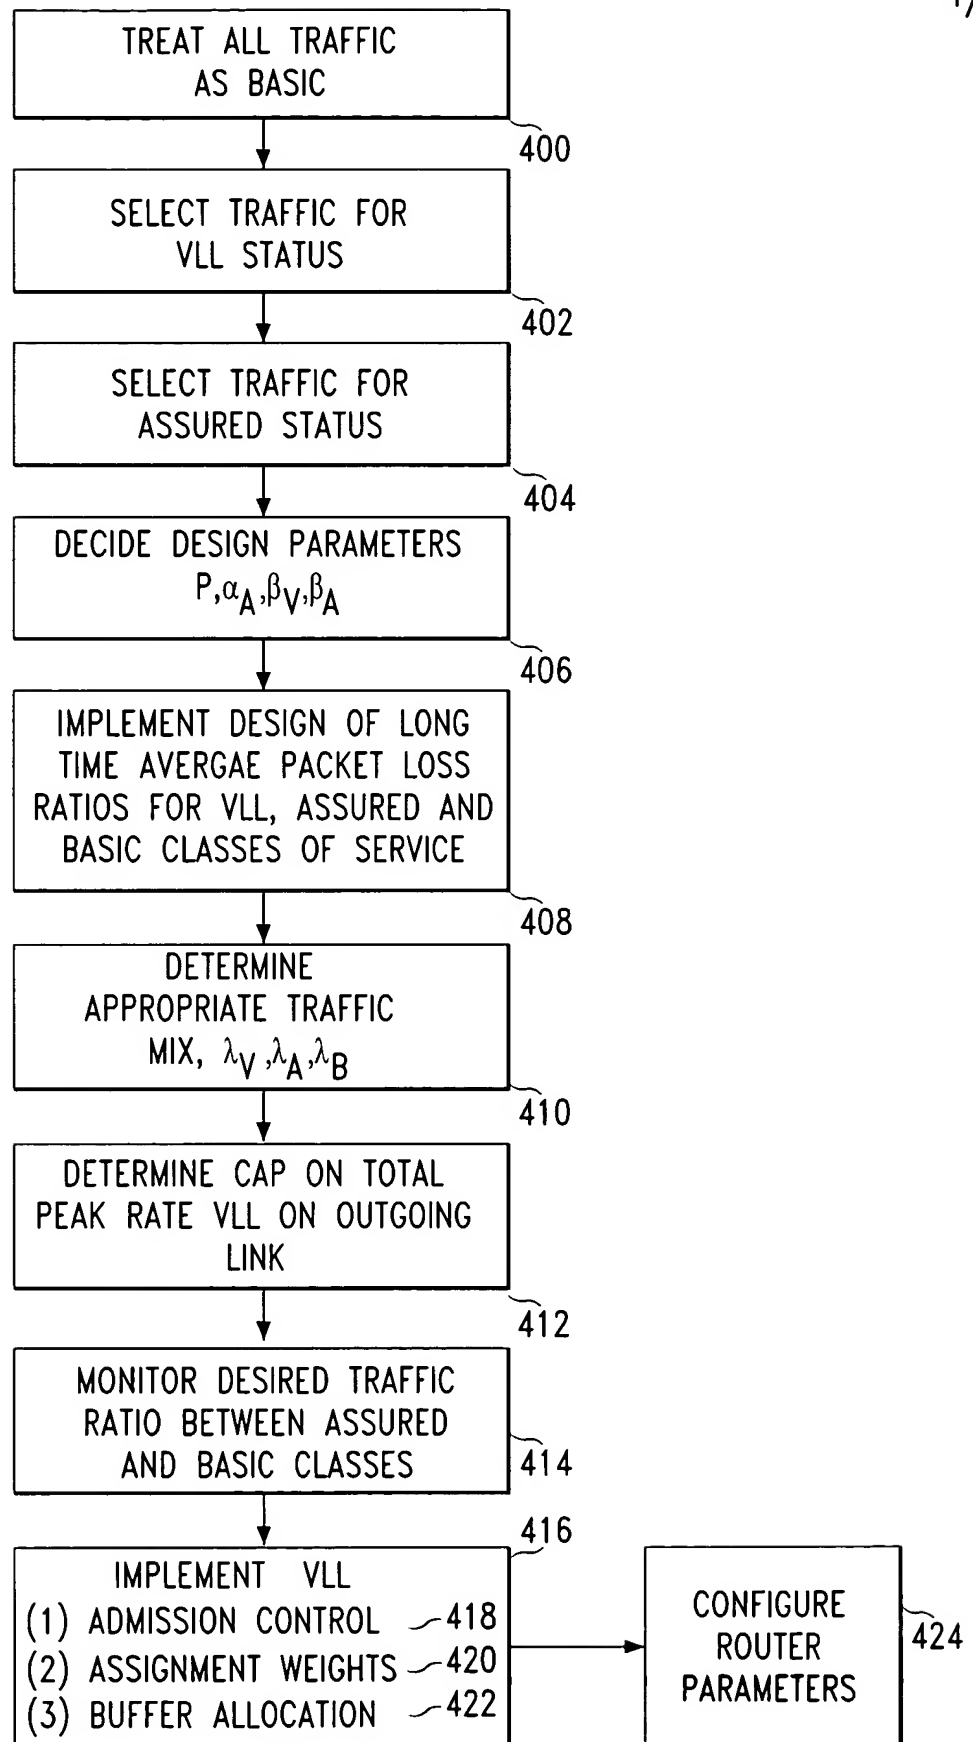 TREAT ALL TRAFFIC
AS BASIC
400
SELECT TRAFFIC FOR
VLL STATUS
402
SELECT TRAFFIC FOR
ASSURED STATUS
404
DECIDE DESIGN PARAMETERS
P,αA,βV,βA
406
IMPLEMENT DESIGN OF LONG
TIME AVERGAE PACKET LOSS
RATIOS FOR VLL, ASSURED AND
BASIC CLASSES OF SERVICE
408
DETERMINE
APPROPRIATE TRAFFIC
MIX, λV,λA,λB
410
DETERMINE CAP ON TOTAL
PEAK RATE VLL ON OUTGOING
LINK
412
MONITOR DESIRED TRAFFIC
RATIO BETWEEN ASSURED
AND BASIC CLASSES
414
416
IMPLEMENT VLL
(1) ADMISSION CONTROL 418
(2) ASSIGNMENT WEIGHTS 420
(3) BUFFER ALLOCATION 422
CONFIGURE
ROUTER
PARAMETERS
424